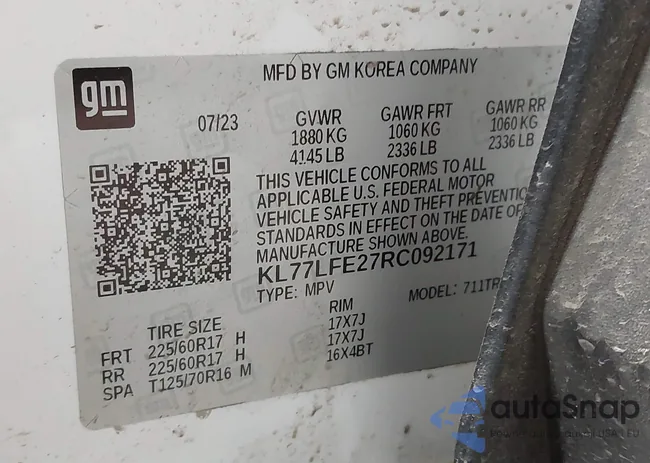 gm
MFD BY GM KOREA COMPANY
07/23
GVWR
1880 KG
4145 LB
GAWR FRT
1060 KG
2336 LB
GAWR RR
1060 KG
2336 LB
THIS VEHICLE CONFORMS TO ALL
APPLICABLE U.S. FEDERAL MOTOR
VEHICLE SAFETY AND THEFT PREVENTIO
STANDARDS IN EFFECT ON THE DATE OF
MANUFACTURE SHOWN ABOVE.
KL77LFE27RC092171
TYPE: MPV MODEL: 711TR
TIRE SIZE RIM
FRT 225/60R17 H 17X7J
RR 225/60R17 H 17X7J
SPA T125/70R16 M 16X4BT
autoSnap